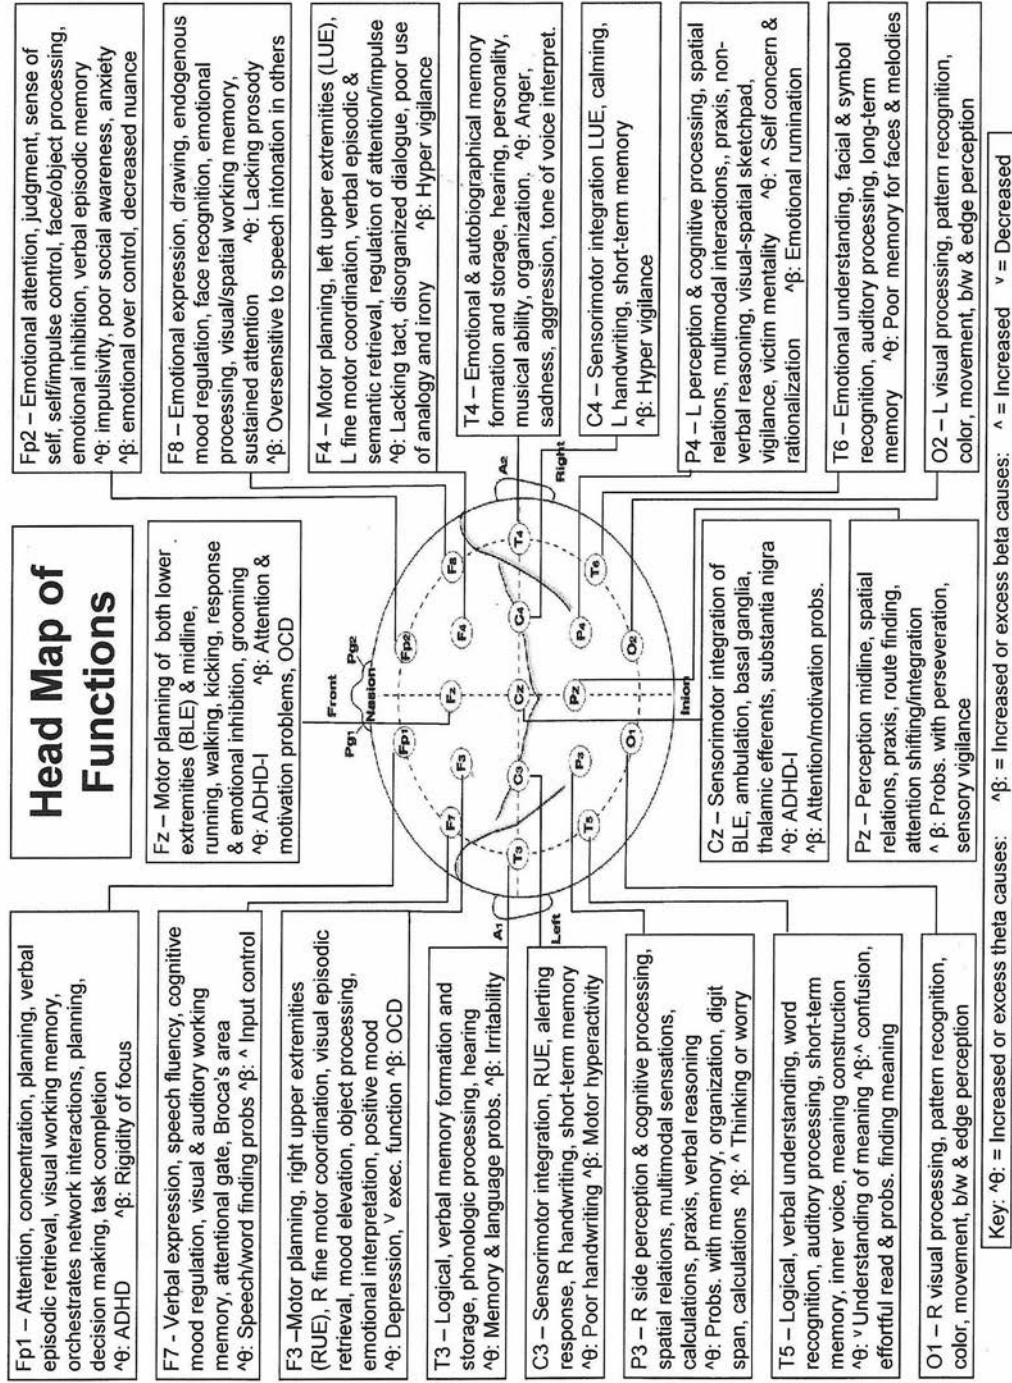 Head Map of
Functions
Fp1 – Attention, concentration, planning, verbal
episodic retrieval, visual working memory,
orchestrates network interactions, planning,
decision making, task completion
^θ: ADHD ^β: Rigidity of focus
F7 - Verbal expression, speech fluency, cognitive
mood regulation, visual & auditory working
memory, attentional gate, Broca's area
^θ: Speech/word finding probs ^β: ^ Input control
F3 –Motor planning, right upper extremities
(RUE), R fine motor coordination, visual episodic
retrieval, mood elevation, object processing,
emotional interpretation, positive mood
^θ: Depression, ᵛ exec. function ^β: OCD
T3 – Logical, verbal memory formation and
storage, phonologic processing, hearing
^θ: Memory & language probs. ^β: Irritability
C3 – Sensorimotor integration, RUE, alerting
response, R handwriting, short-term memory
^θ: Poor handwriting ^β: Motor hyperactivity
P3 – R side perception & cognitive processing,
spatial relations, multimodal sensations,
calculations, praxis, verbal reasoning
^θ: Probs. with memory, organization, digit
span, calculations ^β: ^ Thinking or worry
T5 – Logical, verbal understanding, word
recognition, auditory processing, short-term
memory, inner voice, meaning construction
^θ: ᵛ Understanding of meaning ^β:^ confusion,
effortful read & probs. finding meaning
O1 – R visual processing, pattern recognition,
color, movement, b/w & edge perception
Fz – Motor planning of both lower
extremities (BLE) & midline,
running, walking, kicking, response
& emotional inhibition, grooming
^θ: ADHD-I ^β: Attention &
motivation problems, OCD
Front
Pg1 Pg2
Nasion
Fp1 Fp2
F7 F3 Fz F4 F8
A1 T3 C3 Cz C4 T4 A2
Left Right
T5 P3 Pz P4 T6
O1 O2
Inion
Cz – Sensorimotor integration of
BLE, ambulation, basal ganglia,
thalamic efferents, substantia nigra
^θ: ADHD-I
^β: Attention/motivation probs.
Pz – Perception midline, spatial
relations, praxis, route finding,
attention shifting/integration
^ β: Probs. with perseveration,
sensory vigilance
Fp2 – Emotional attention, judgment, sense of
self, self/impulse control, face/object processing,
emotional inhibition, verbal episodic memory
^θ: impulsivity, poor social awareness, anxiety
^β: emotional over control, decreased nuance
F8 – Emotional expression, drawing, endogenous
mood regulation, face recognition, emotional
processing, visual/spatial working memory,
sustained attention ^θ: Lacking prosody
^β: Oversensitive to speech intonation in others
F4 – Motor planning, left upper extremities (LUE),
L fine motor coordination, verbal episodic &
semantic retrieval, regulation of attention/impulse
^θ: Lacking tact, disorganized dialogue, poor use
of analogy and irony ^β: Hyper vigilance
T4 – Emotional & autobiographical memory
formation and storage, hearing, personality,
musical ability, organization, ^θ: Anger,
sadness, aggression, tone of voice interpret.
C4 – Sensorimotor integration LUE, calming,
L handwriting, short-term memory
^β: Hyper vigilance
P4 – L perception & cognitive processing, spatial
relations, multimodal interactions,, praxis, non-
verbal reasoning, visual-spatial sketchpad,
vigilance, victim mentality ^θ: ^ Self concern &
rationalization ^β: Emotional rumination
T6 – Emotional understanding, facial & symbol
recognition, auditory processing, long-term
memory ^θ: Poor memory for faces & melodies
O2 – L visual processing, pattern recognition,
color, movement, b/w & edge perception
Key: ^θ: = Increased or excess theta causes: ^β: = Increased or excess beta causes: ^ = Increased ᵛ = Decreased